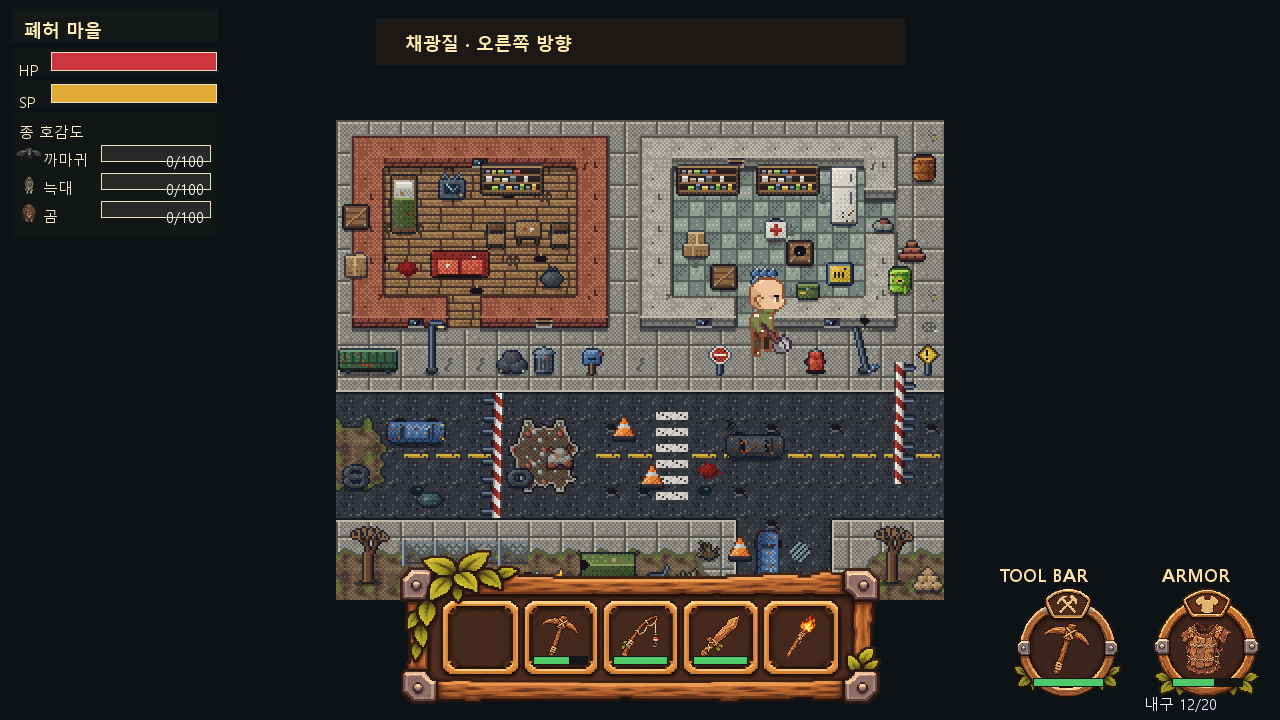 폐허 마을
채광질 · 오른쪽 방향
HP
SP
종 호감도
까마귀 0/100
늑대 0/100
곰 0/100
TOOL BAR
ARMOR
내구 12/20